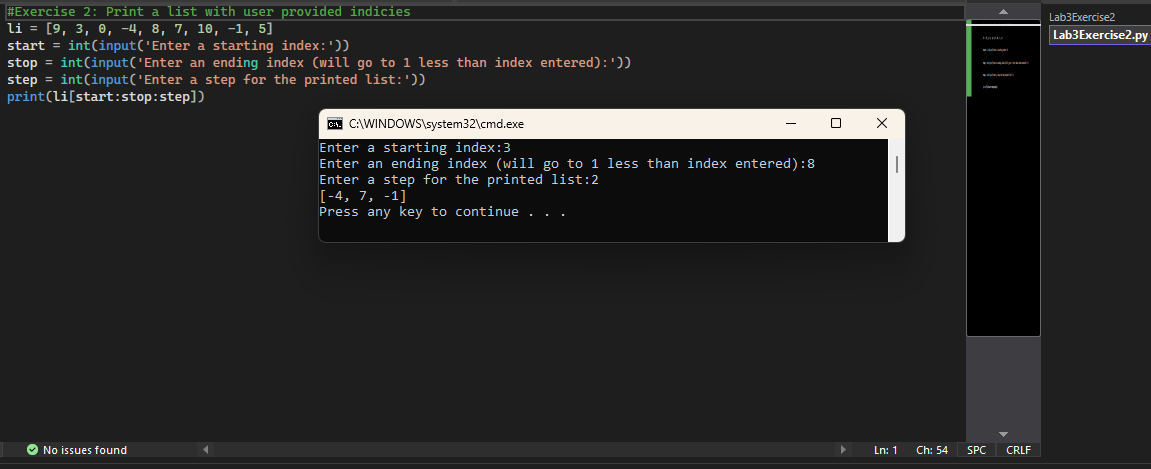 #Exercise 2: Print a list with user provided indicies
li = [9, 3, 0, -4, 8, 7, 10, -1, 5]
start = int(input('Enter a starting index:'))
stop = int(input('Enter an ending index (will go to 1 less than index entered):'))
step = int(input('Enter a step for the printed list:'))
print(li[start:stop:step])
C:\WINDOWS\system32\cmd.exe
Enter a starting index:3
Enter an ending index (will go to 1 less than index entered):8
Enter a step for the printed list:2
[-4, 7, -1]
Press any key to continue . . .
Lab3Exercise2
Lab3Exercise2.py
No issues found
Ln: 1 Ch: 54 SPC CRLF